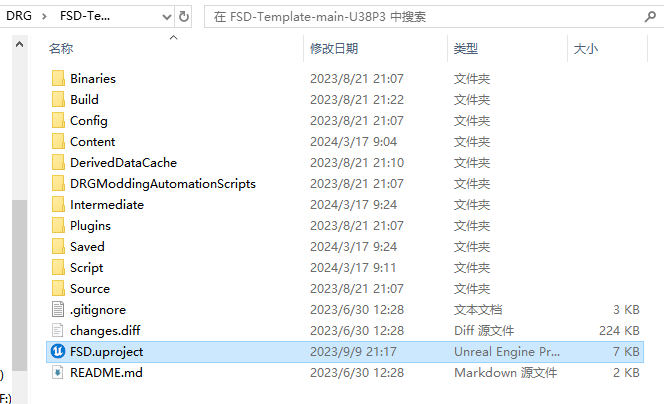 DRG FSD-Te... 在 FSD-Template-main-U38P3 中搜索
名称 修改日期 类型 大小
Binaries 2023/8/21 21:07 文件夹
Build 2023/8/21 21:22 文件夹
Config 2023/8/21 21:07 文件夹
Content 2024/3/17 9:04 文件夹
DerivedDataCache 2023/8/21 21:10 文件夹
DRGModdingAutomationScripts 2023/8/21 21:07 文件夹
Intermediate 2024/3/17 9:24 文件夹
Plugins 2023/8/21 21:07 文件夹
Saved 2024/3/17 9:24 文件夹
Script 2024/3/17 9:11 文件夹
Source 2023/8/21 21:07 文件夹
.gitignore 2023/6/30 12:28 文本文档 3 KB
changes.diff 2023/6/30 12:28 Diff 源文件 224 KB
FSD.uproject 2023/9/9 21:17 Unreal Engine Pr... 7 KB
README.md 2023/6/30 12:28 Markdown 源文件 2 KB
)
F:)